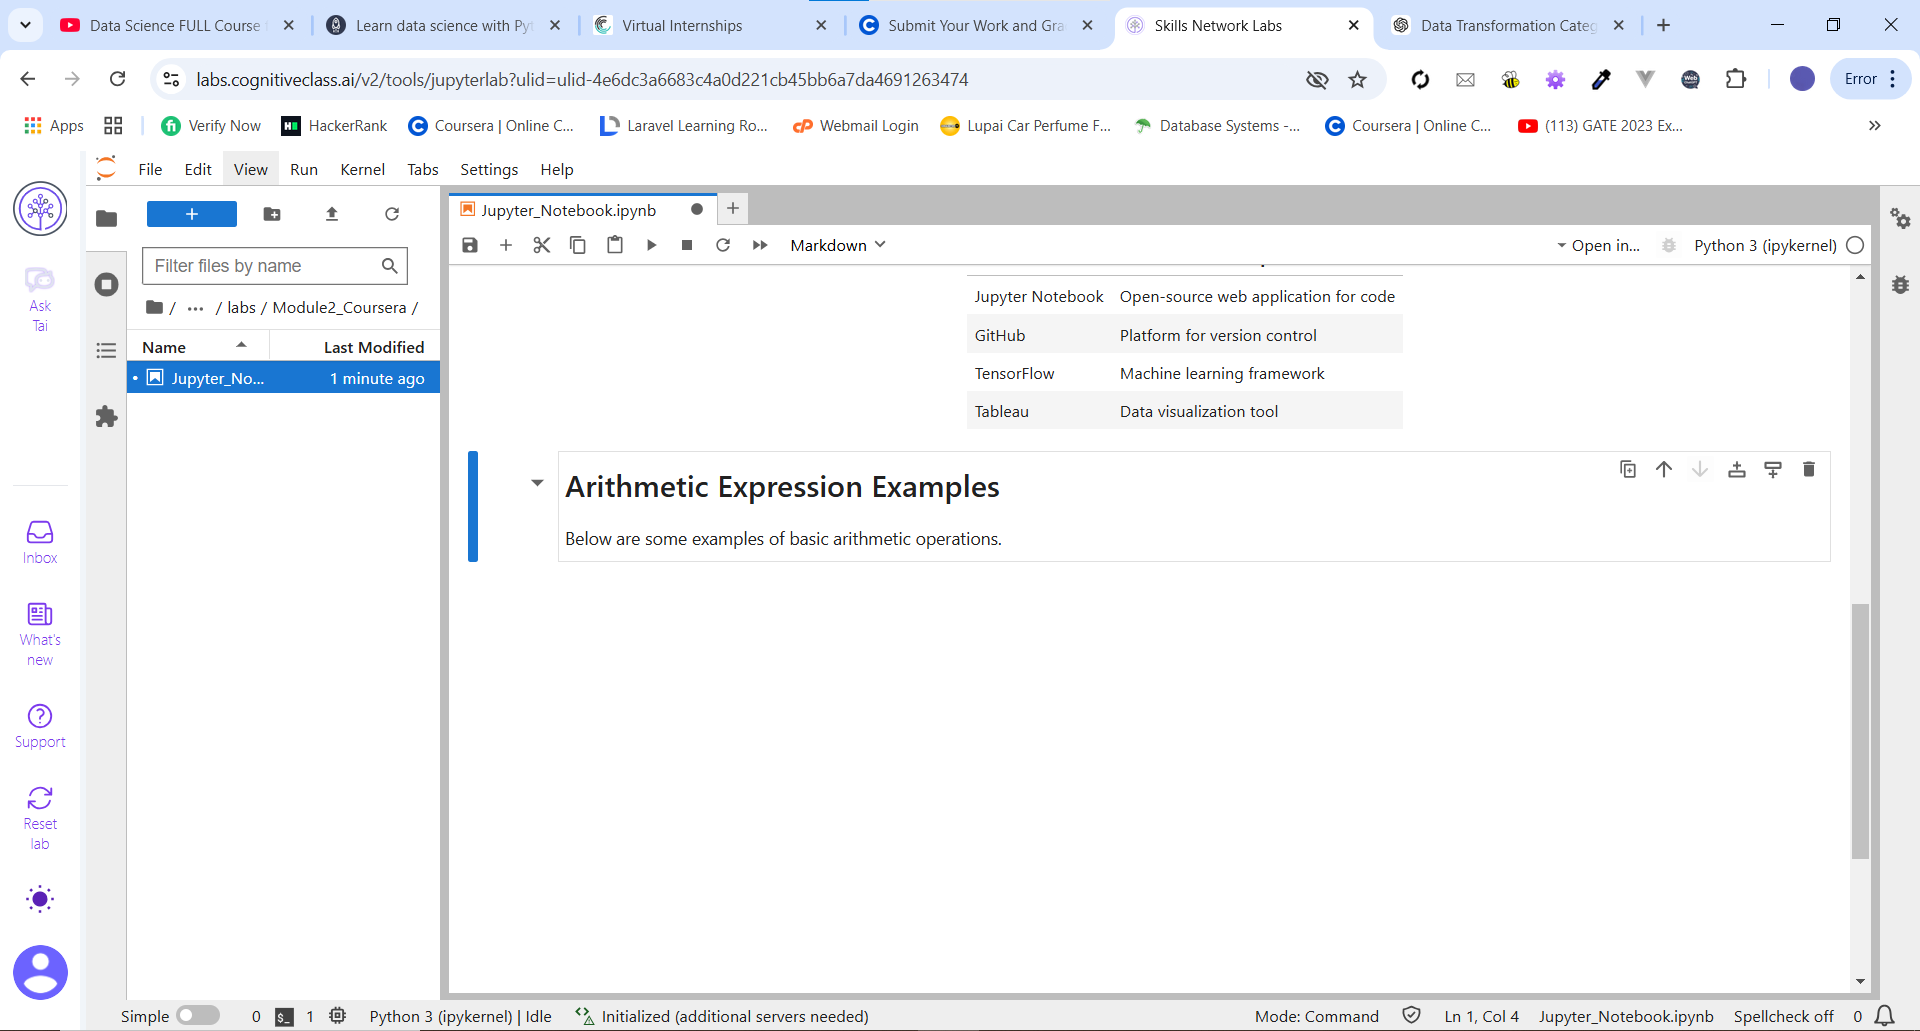 Data Science FULL Course
Learn data science with Pyt
Virtual Internships
Submit Your Work and Gra
Skills Network Labs
Data Transformation Categ
labs.cognitiveclass.ai/v2/tools/jupyterlab?ulid=ulid-4e6dc3a6683c4a0d221cb45bb6a7da4691263474
Error
Apps
Verify Now
HackerRank
Coursera | Online C...
Laravel Learning Ro...
Webmail Login
Lupai Car Perfume F...
Database Systems -...
Coursera | Online C...
(113) GATE 2023 Ex...
File Edit View Run Kernel Tabs Settings Help
Ask
Tai
Inbox
What's
new
Support
Reset
lab
Filter files by name
/ ... / labs / Module2_Coursera /
Name Last Modified
Jupyter_No... 1 minute ago
Jupyter_Notebook.ipynb
Markdown
Open in...
Python 3 (ipykernel)
Jupyter Notebook Open-source web application for code
GitHub Platform for version control
TensorFlow Machine learning framework
Tableau Data visualization tool
Arithmetic Expression Examples
Below are some examples of basic arithmetic operations.
Simple 0 $_ 1 Python 3 (ipykernel) | Idle Initialized (additional servers needed) Mode: Command Ln 1, Col 4 Jupyter_Notebook.ipynb Spellcheck off 0